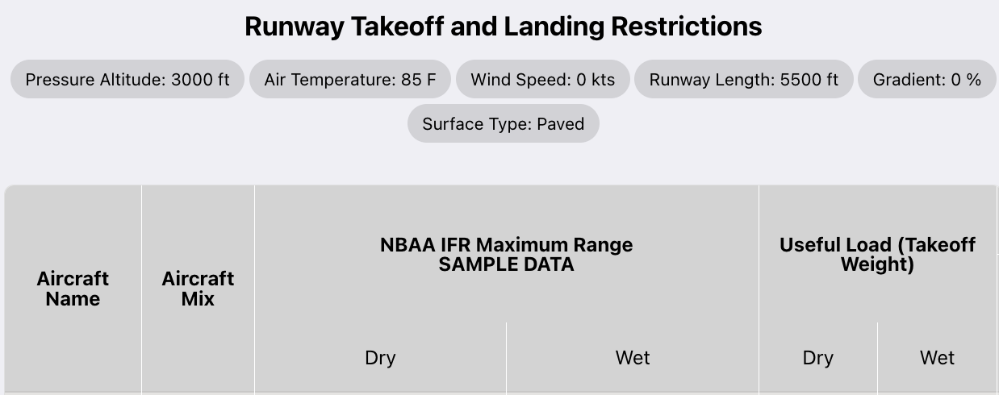 Runway Takeoff and Landing Restrictions
Pressure Altitude: 3000 ft
Air Temperature: 85 F
Wind Speed: 0 kts
Runway Length: 5500 ft
Gradient: 0 %
Surface Type: Paved
Aircraft
Name
Aircraft
Mix
NBAA IFR Maximum Range
SAMPLE DATA
Useful Load (Takeoff
Weight)
Dry
Wet
Dry
Wet